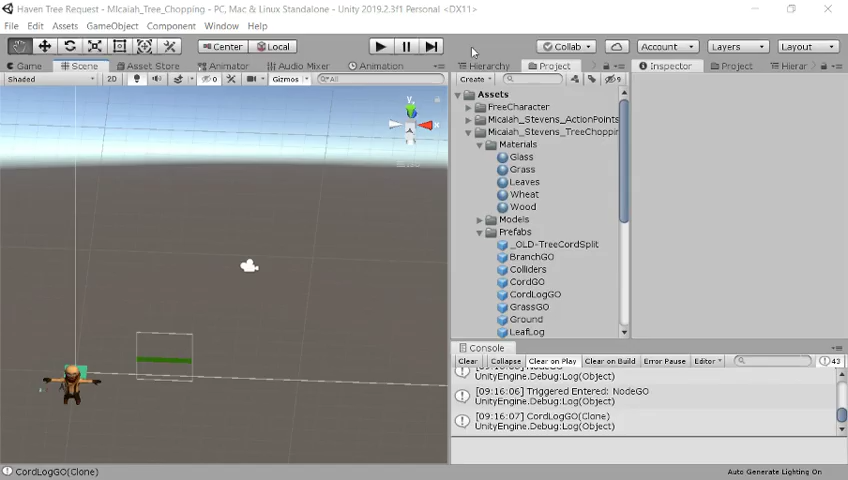 Haven Tree Request - MIcaiah_Tree_Chopping - PC, Mac & Linux Standalone - Unity 2019.2.3f1 Personal <DX11>
File Edit Assets GameObject Component Window Help
Center Local Collab Account Layers Layout
Game Scene Asset Store Animator Audio Mixer Animation
Hierarchy Project Inspector Project Hierar
Shaded 2D 0 Gizmos All
Create 9
Assets
FreeCharacter
Micaiah_Stevens_ActionPoints
Micaiah_Stevens_TreeChoppin
Materials
Glass
Grass
Leaves
Wheat
Wood
Models
Prefabs
_OLD-TreeCordSplit
BranchGO
Colliders
CordGO
CordLogGO
GrassGO
Ground
LeafLog
y
x
Console
Clear Collapse Clear on Play Clear on Build Error Pause Editor 43
UnityEngine.Debug:Log(Object)
[09:16:06] Triggered Entered: NodeGO
UnityEngine.Debug:Log(Object)
[09:16:07] CordLogGO(Clone)
UnityEngine.Debug:Log(Object)
CordLogGO(Clone)
Auto Generate Lighting On